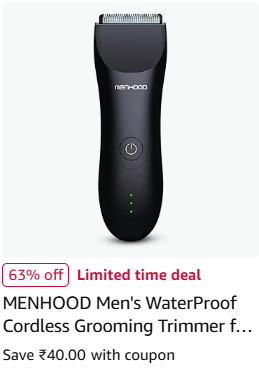 MENHOOD
63% off Limited time deal
MENHOOD Men's WaterProof
Cordless Grooming Trimmer f...
Save ₹40.00 with coupon